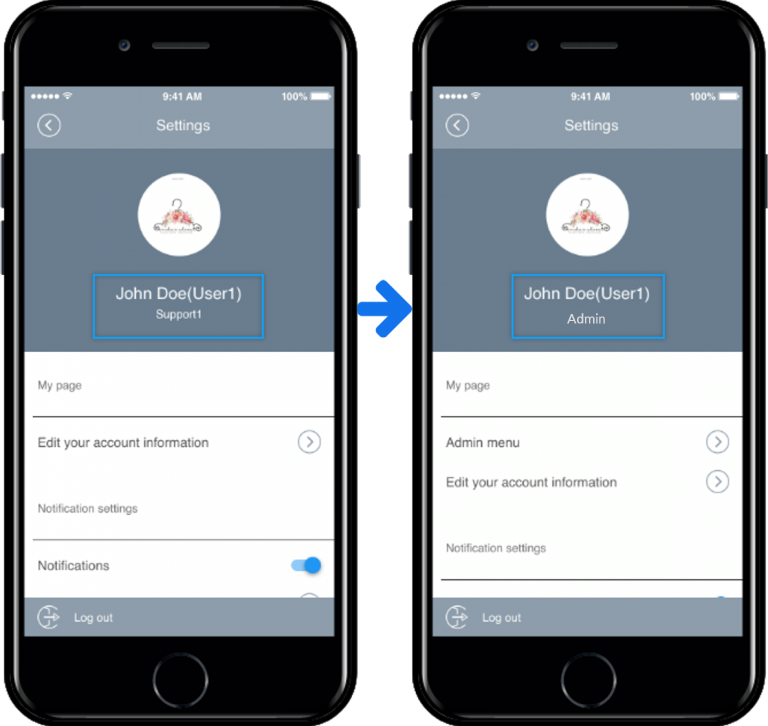 9:41 AM
100%
Settings
John Doe(User1)
Support1
My page
Edit your account information
Notification settings
Notifications
Log out
9:41 AM
100%
Settings
John Doe(User1)
Admin
My page
Admin menu
Edit your account information
Notification settings
Log out